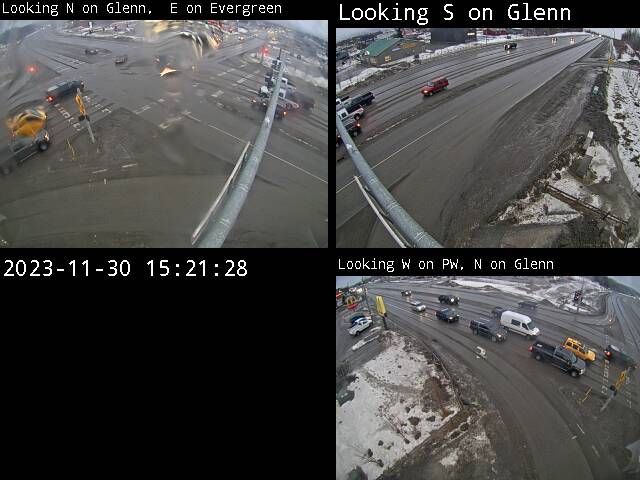 Looking N on Glenn,  E on Evergreen
Looking S on Glenn
2023-11-30 15:21:28
Looking W on PW, N on Glenn